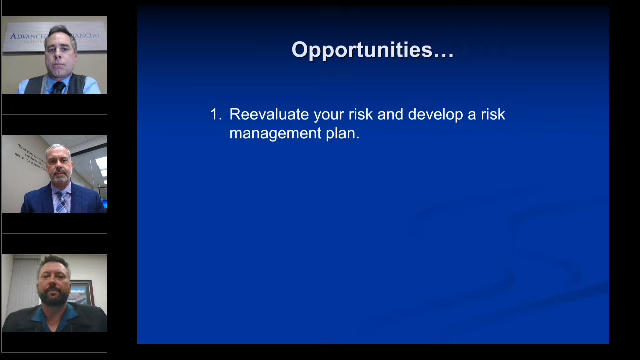 Opportunities…
1. Reevaluate your risk and develop a risk
management plan.